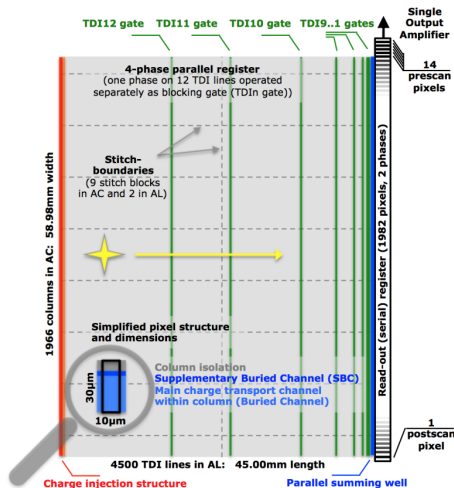 TDI12 gate
TDI11 gate
TDI10 gate
TDI9..1 gates
Single
Output
Amplifier
14
prescan
pixels
4-phase parallel register
(one phase on 12 TDI lines operated
separately as blocking gate (TDIn gate))
Stitch-
boundaries
(9 stitch blocks
in AC and 2 in AL)
1966 columns in AC: 58.98mm width
Read-out (serial) register (1982 pixels, 2 phases)
Simplified pixel structure
and dimensions
Column isolation
Supplementary Buried Channel (SBC)
Main charge transport channel
within column (Buried Channel)
30µm
10µm
1
postscan
pixel
4500 TDI lines in AL: 45.00mm length
Charge injection structure
Parallel summing well